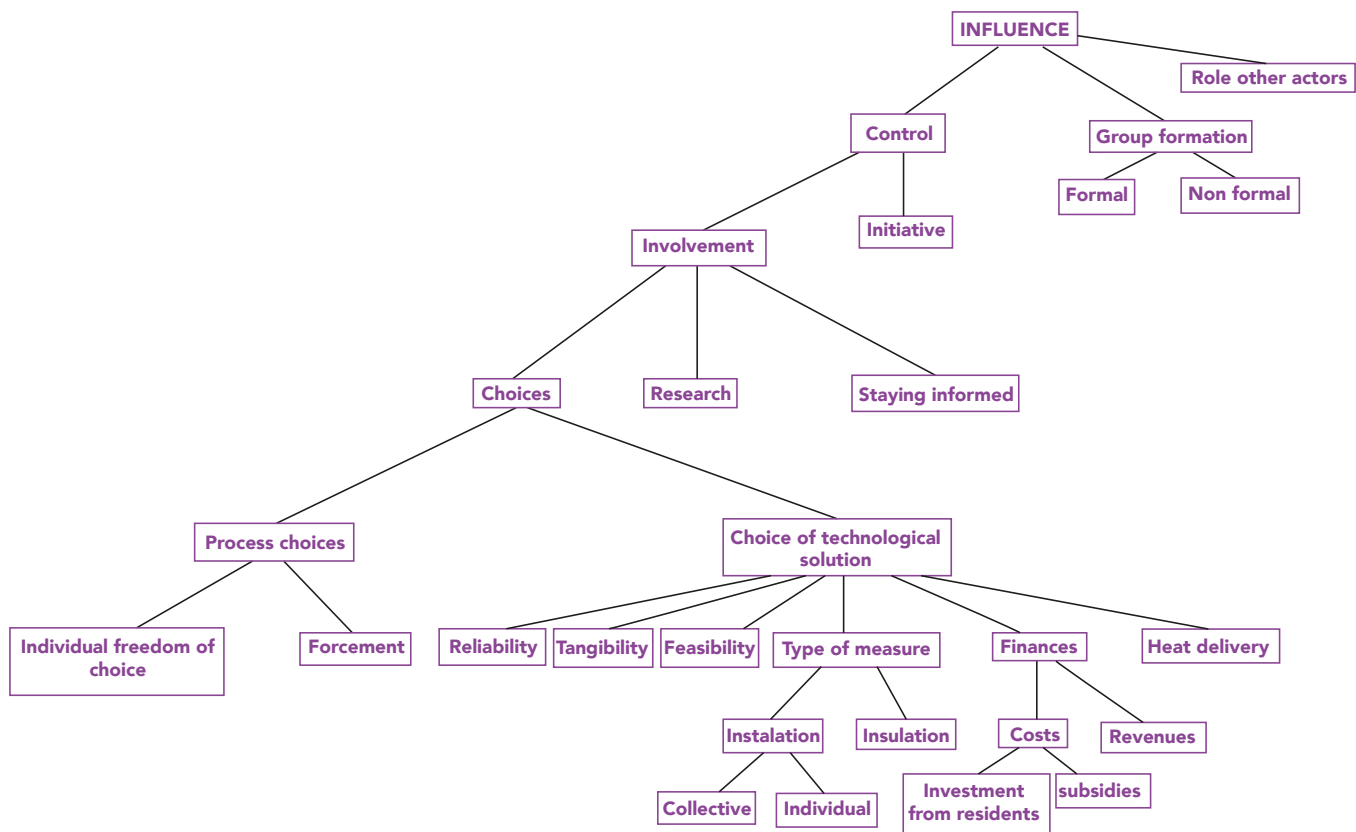 INFLUENCE
Role other actors
Control
Group formation
Formal
Non formal
Initiative
Involvement
Choices
Research
Staying informed
Process choices
Choice of technological
solution
Individual freedom of
choice
Forcement
Reliability
Tangibility
Feasibility
Type of measure
Finances
Heat delivery
Instalation
Insulation
Costs
Revenues
Collective
Individual
Investment
from residents
subsidies